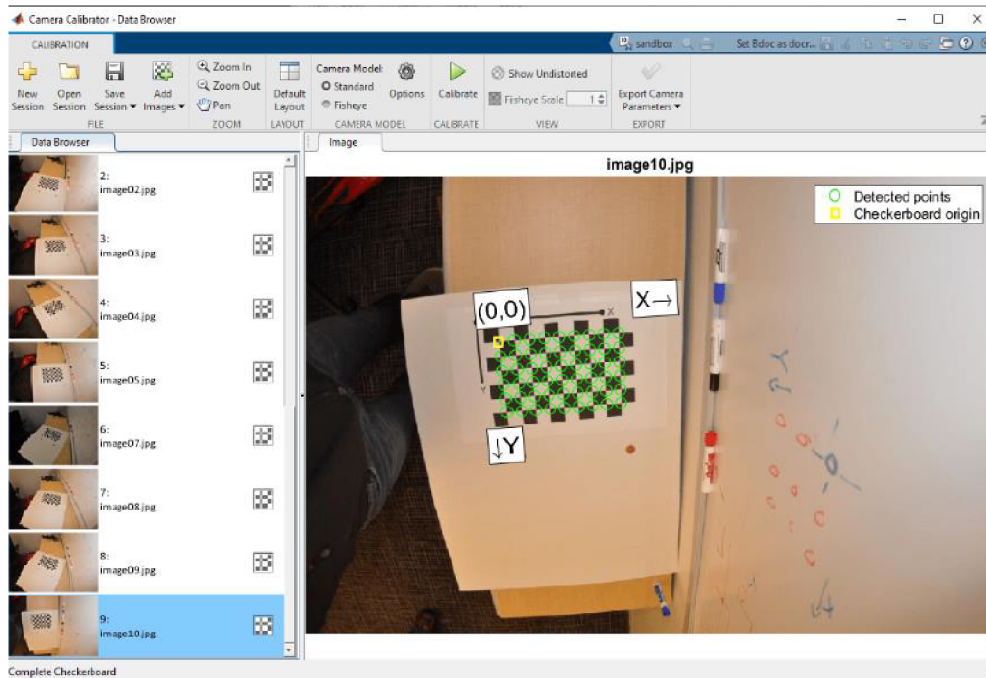 Camera Calibrator - Data Browser
CALIBRATION
sandbox
Set Bdoc as docr...
New Session
Open Session
Save Session
Add Images
Zoom In
Zoom Out
Pan
Default Layout
Camera Model:
Standard
Fisheye
Options
Calibrate
Show Undistorted
Fisheye Scale 1
Export Camera Parameters
FILE
ZOOM
LAYOUT
CAMERA MODEL
CALIBRATE
VIEW
EXPORT
Data Browser
Image
2:
image02.jpg
3:
image03.jpg
4:
image04.jpg
5:
image05.jpg
6:
image07.jpg
7:
image08.jpg
8:
image09.jpg
9:
image10.jpg
image10.jpg
Detected points
Checkerboard origin
(0,0)
X→
X
Y
↓Y
Complete Checkerboard